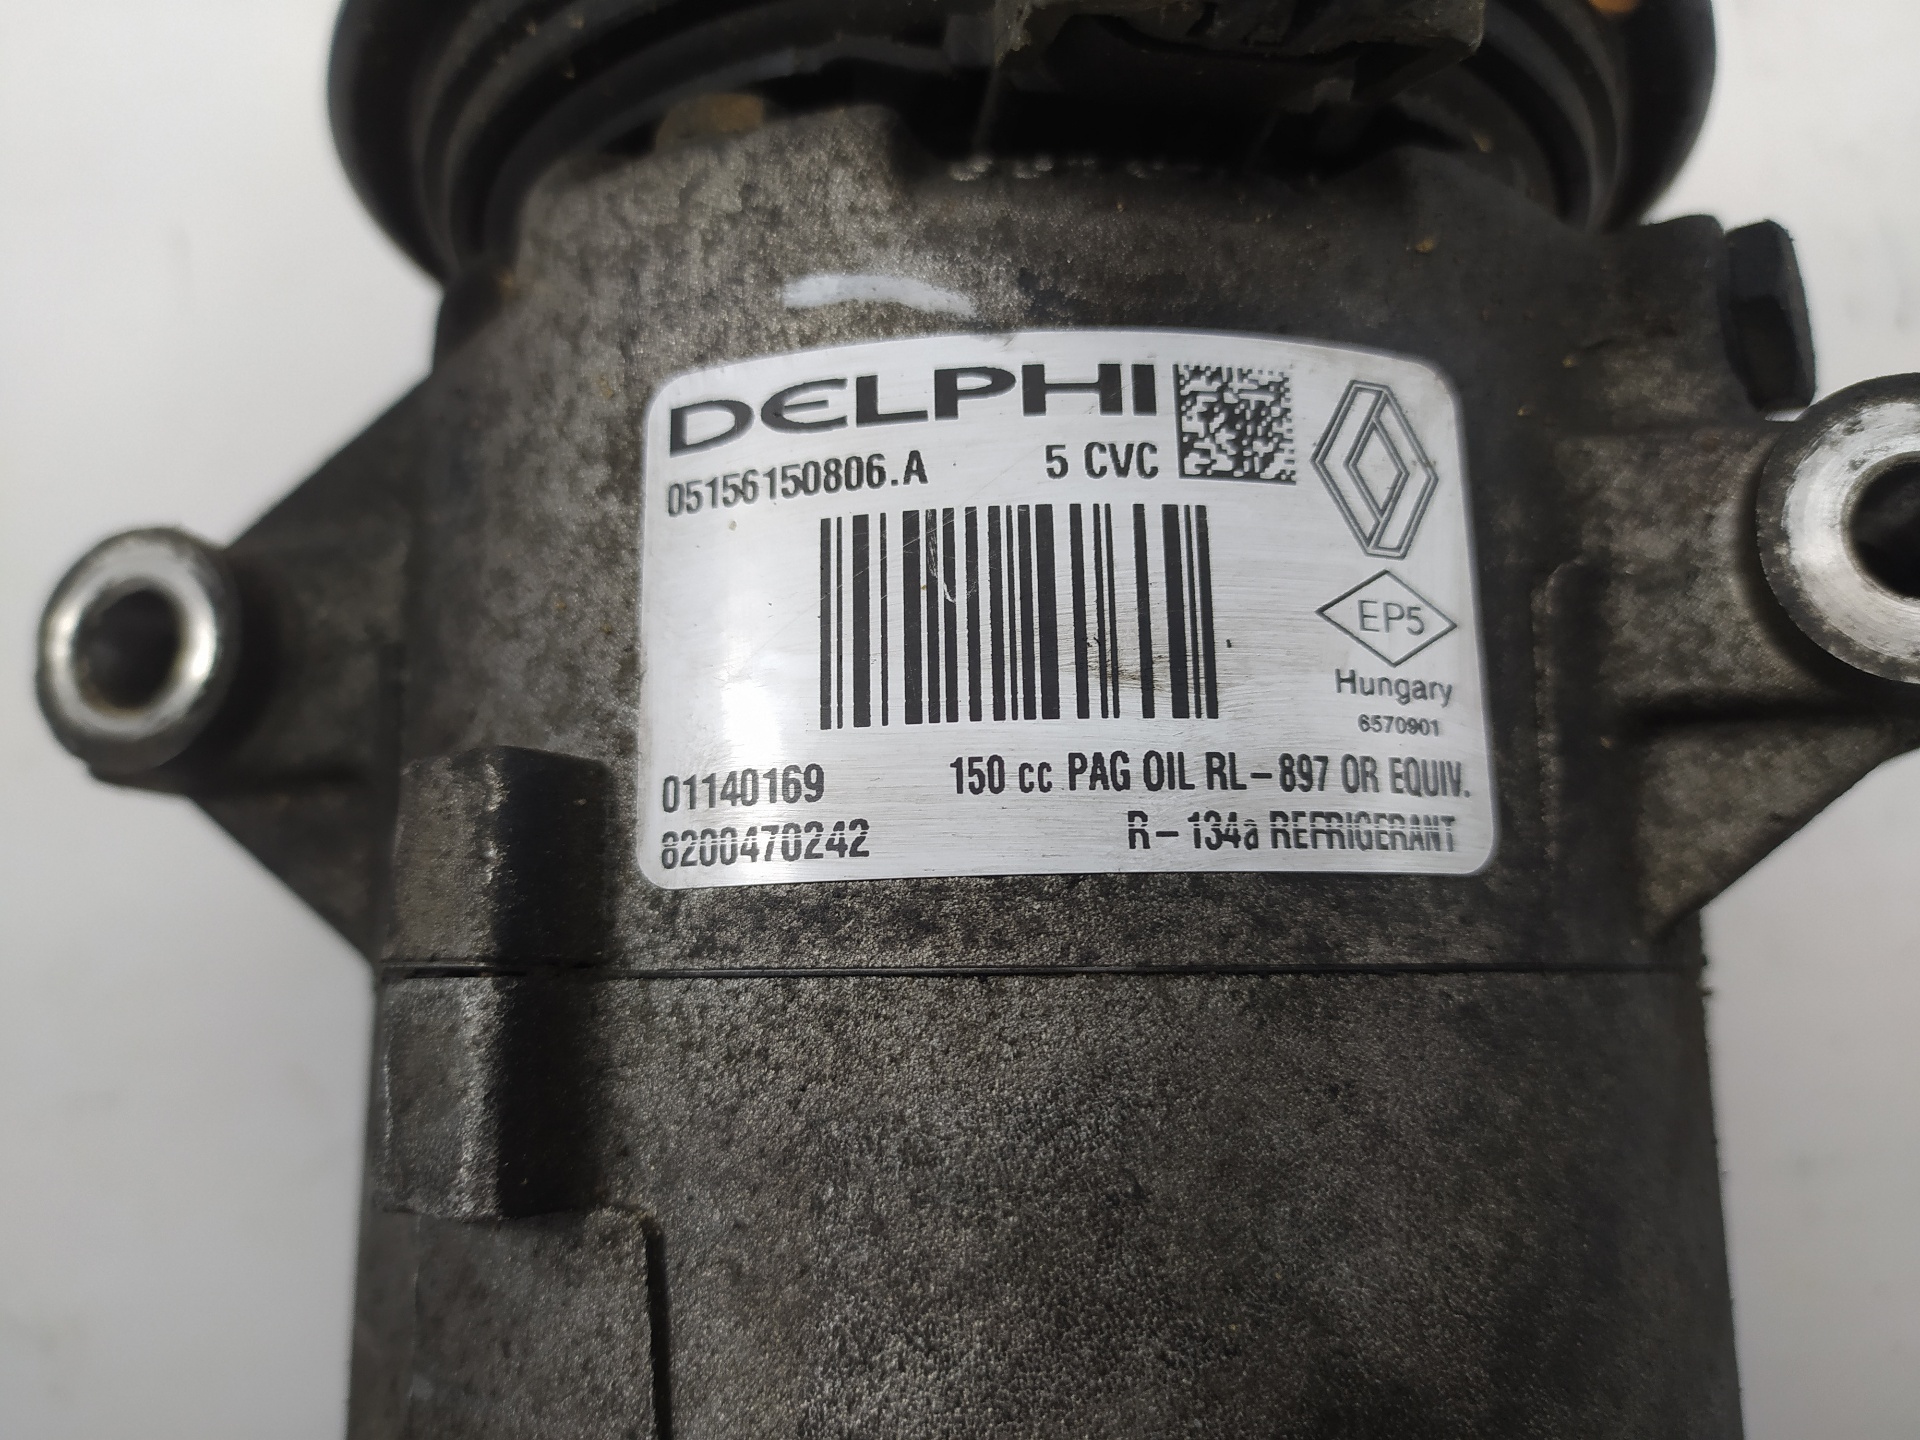 DELPHI
05156150806.A 5 CVC
EP5
Hungary
6570901
01140169 150 cc PAG OIL RL-897 OR EQUIV.
8200470242 R-134a REFRIGERANT